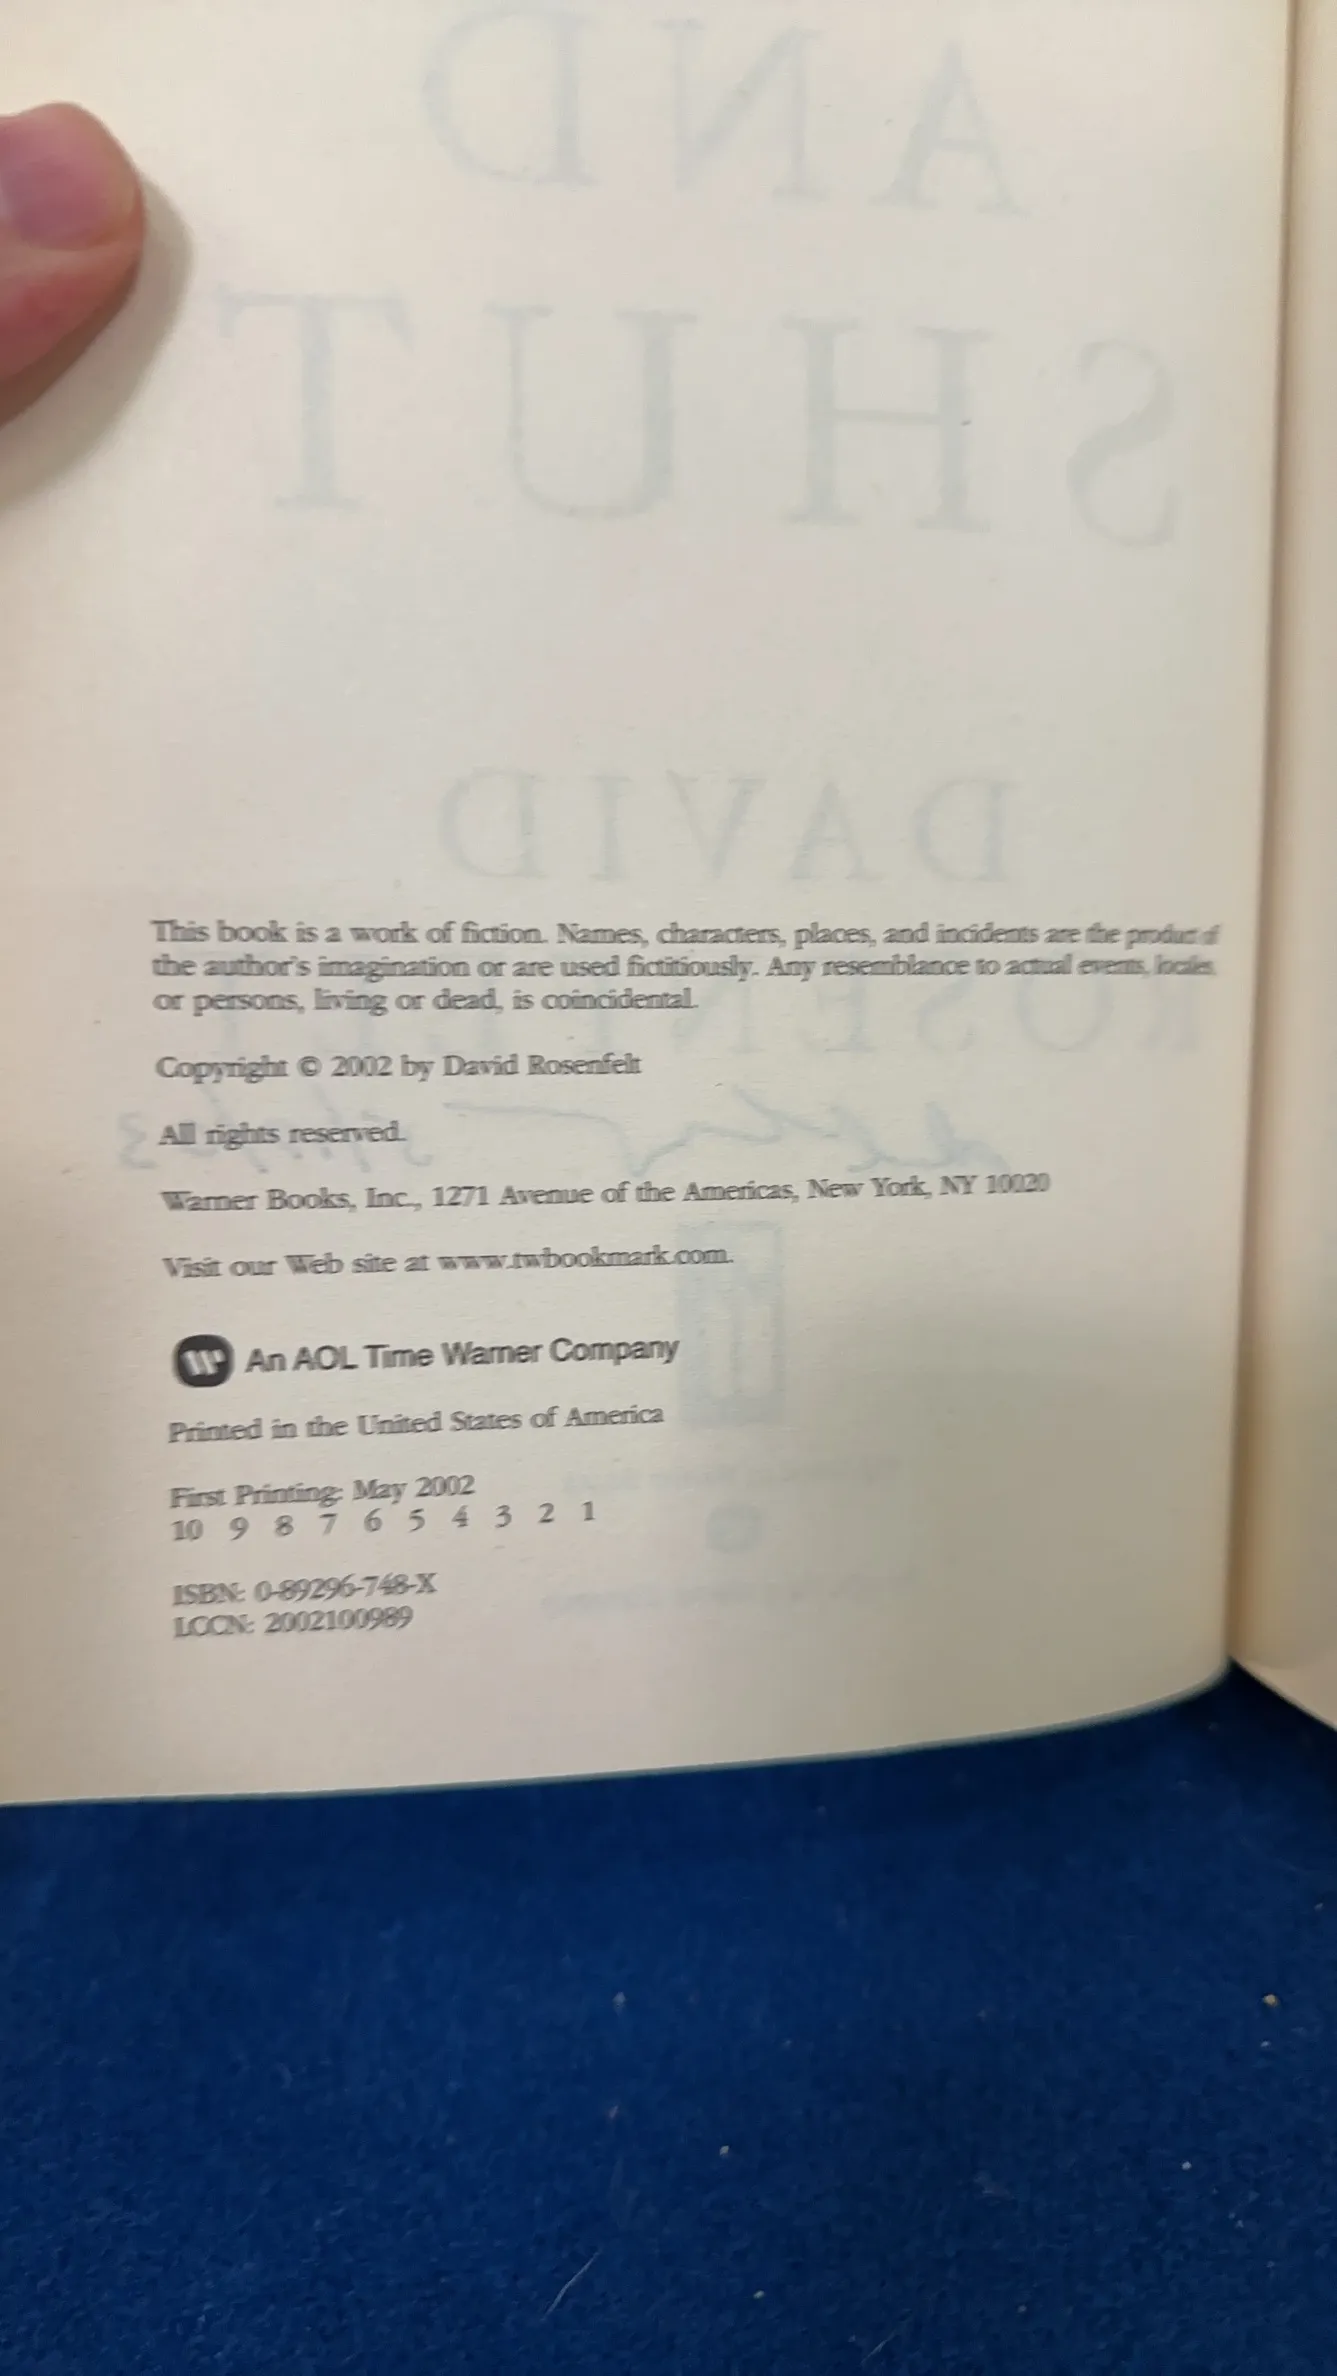 AND
SHUT
DAVID
ROSENFELT
This book is a work of fiction. Names, characters, places, and incidents are the product of
the author's imagination or are used fictitiously. Any resemblance to actual events, locales,
or persons, living or dead, is coincidental.
Copyright © 2002 by David Rosenfelt
All rights reserved.
Warner Books, Inc., 1271 Avenue of the Americas, New York, NY 10020
Visit our Web site at www.twbookmark.com.
An AOL Time Warner Company
Printed in the United States of America
First Printing: May 2002
10 9 8 7 6 5 4 3 2 1
ISBN: 0-89296-748-X
LCCN: 2002100989